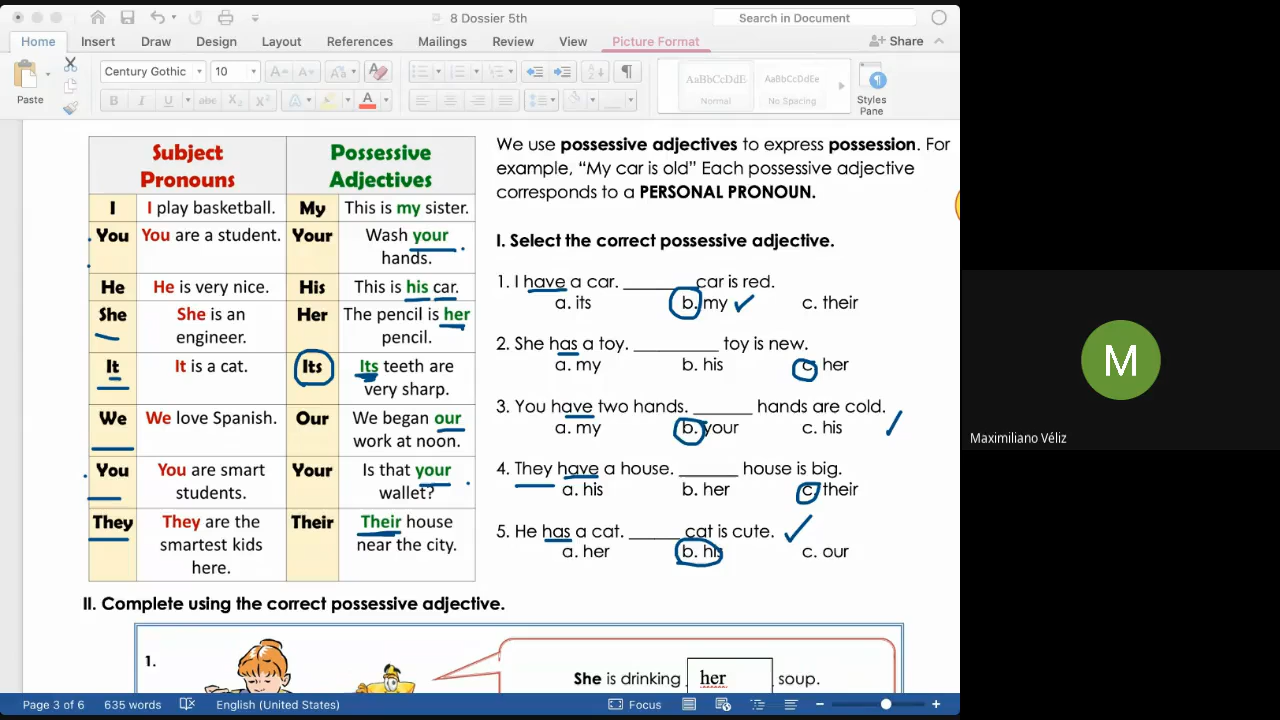 8 Dossier 5th
Search in Document
Home Insert Draw Design Layout References Mailings Review View Picture Format Share
Paste
Century Gothic 10
AaBbCcDdE AaBbCcDdEe
Normal No Spacing
Styles Pane
Subject Pronouns Possessive Adjectives
I I play basketball. My This is my sister.
You You are a student. Your Wash your hands.
He He is very nice. His This is his car.
She She is an engineer. Her The pencil is her pencil.
It It is a cat. Its Its teeth are very sharp.
We We love Spanish. Our We began our work at noon.
You You are smart students. Your Is that your wallet?
They They are the smartest kids here. Their Their house near the city.
We use possessive adjectives to express possession. For
example, “My car is old” Each possessive adjective
corresponds to a PERSONAL PRONOUN.
I. Select the correct possessive adjective.
1. I have a car. _______ car is red.
a. its b. my c. their
2. She has a toy. _________ toy is new.
a. my b. his c. her
3. You have two hands. ______ hands are cold.
a. my b. your c. his
4. They have a house. ______ house is big.
a. his b. her c. their
5. He has a cat. _____ cat is cute.
a. her b. his c. our
II. Complete using the correct possessive adjective.
1.
She is drinking her soup.
Page 3 of 6 635 words English (United States) Focus
M
Maximiliano Véliz